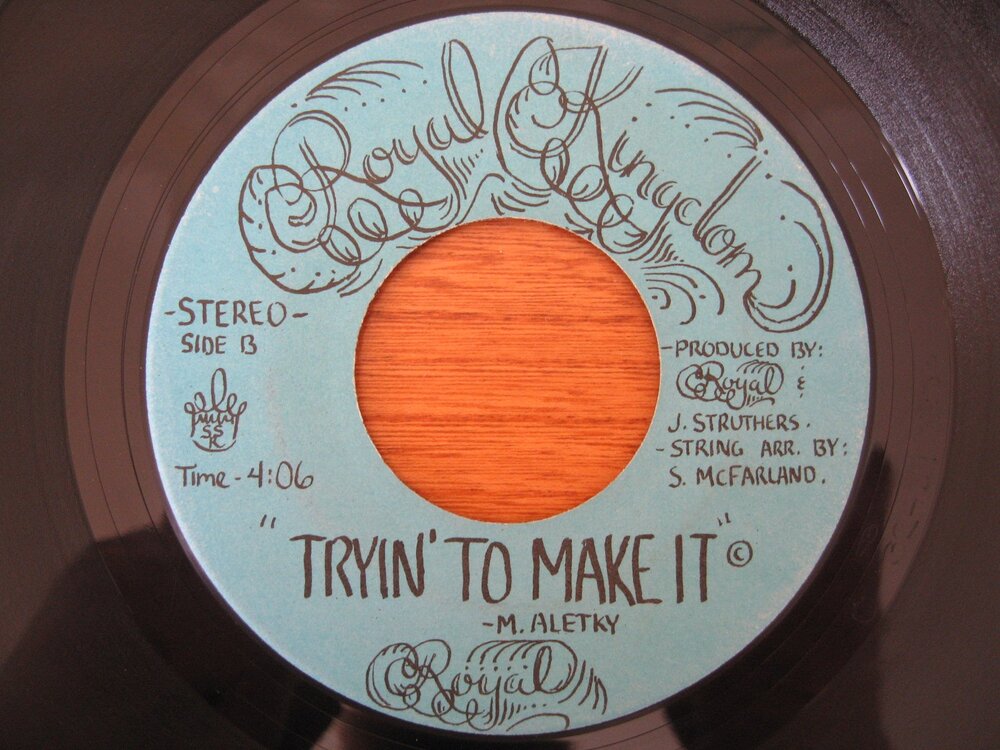 Royal Kingdom
-STEREO-
SIDE B
SS
K
Time - 4:06
-PRODUCED BY:
Royal &
J. STRUTHERS.
-STRING ARR. BY:
S. McFARLAND.
"TRYIN' TO MAKE IT" ©
-M. ALETKY
Royal